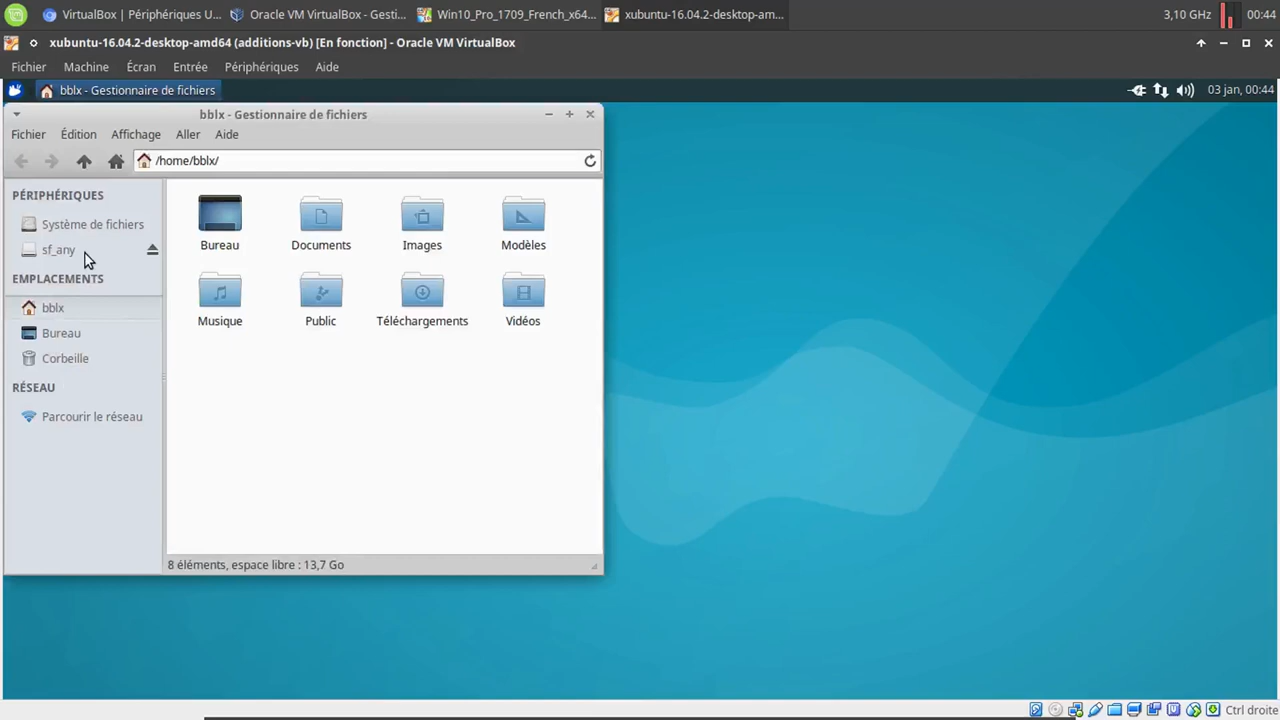 VirtualBox | Périphériques U...
Oracle VM VirtualBox - Gesti...
Win10_Pro_1709_French_x64...
xubuntu-16.04.2-desktop-am...
3,10 GHz
00:44
xubuntu-16.04.2-desktop-amd64 (additions-vb) [En fonction] - Oracle VM VirtualBox
Fichier Machine Écran Entrée Périphériques Aide
bblx - Gestionnaire de fichiers
03 jan, 00:44
bblx - Gestionnaire de fichiers
Fichier Édition Affichage Aller Aide
/home/bblx/
PÉRIPHÉRIQUES
Système de fichiers
sf_any
EMPLACEMENTS
bblx
Bureau
Corbeille
RÉSEAU
Parcourir le réseau
Bureau Documents Images Modèles
Musique Public Téléchargements Vidéos
8 éléments, espace libre : 13,7 Go
Ctrl droite